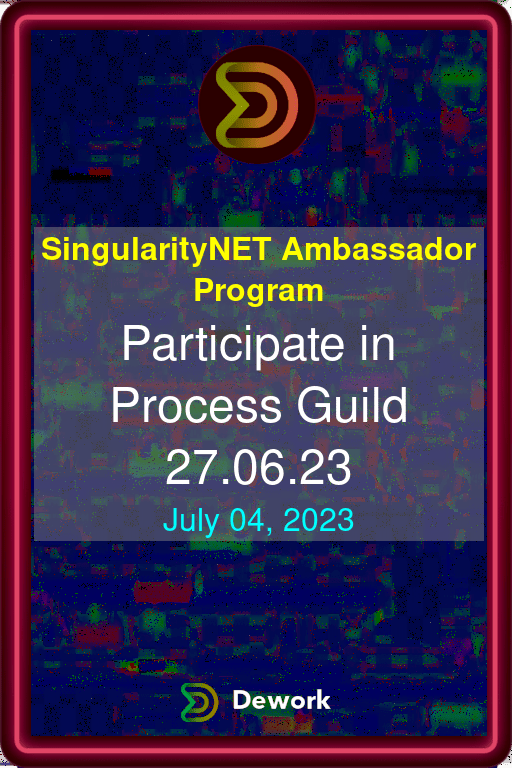 SingularityNET Ambassador
Program
Participate in
Process Guild
27.06.23
July 04, 2023
Dework